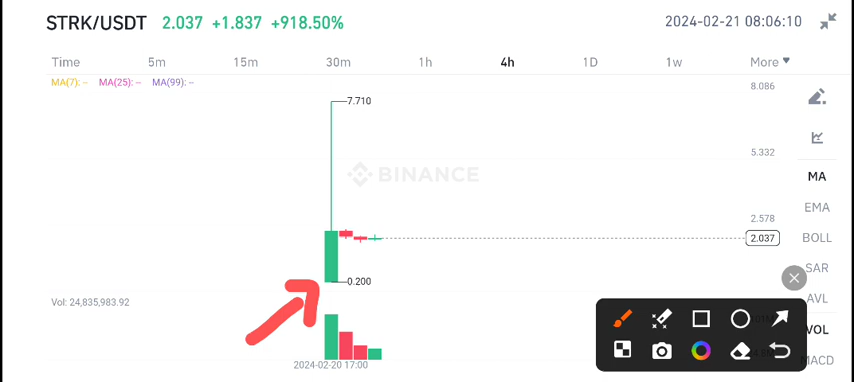 STRK/USDT 2.037 +1.837 +918.50% 2024-02-21 08:06:10
Time 5m 15m 30m 1h 4h 1D 1w More
MA(7): -- MA(25): -- MA(99): --
8.086
7.710
5.332
BINANCE
MA
EMA
2.578
2.037
BOLL
SAR
0.200
AVL
Vol: 24,835,983.92
VOL
MACD
2024-02-20 17:00